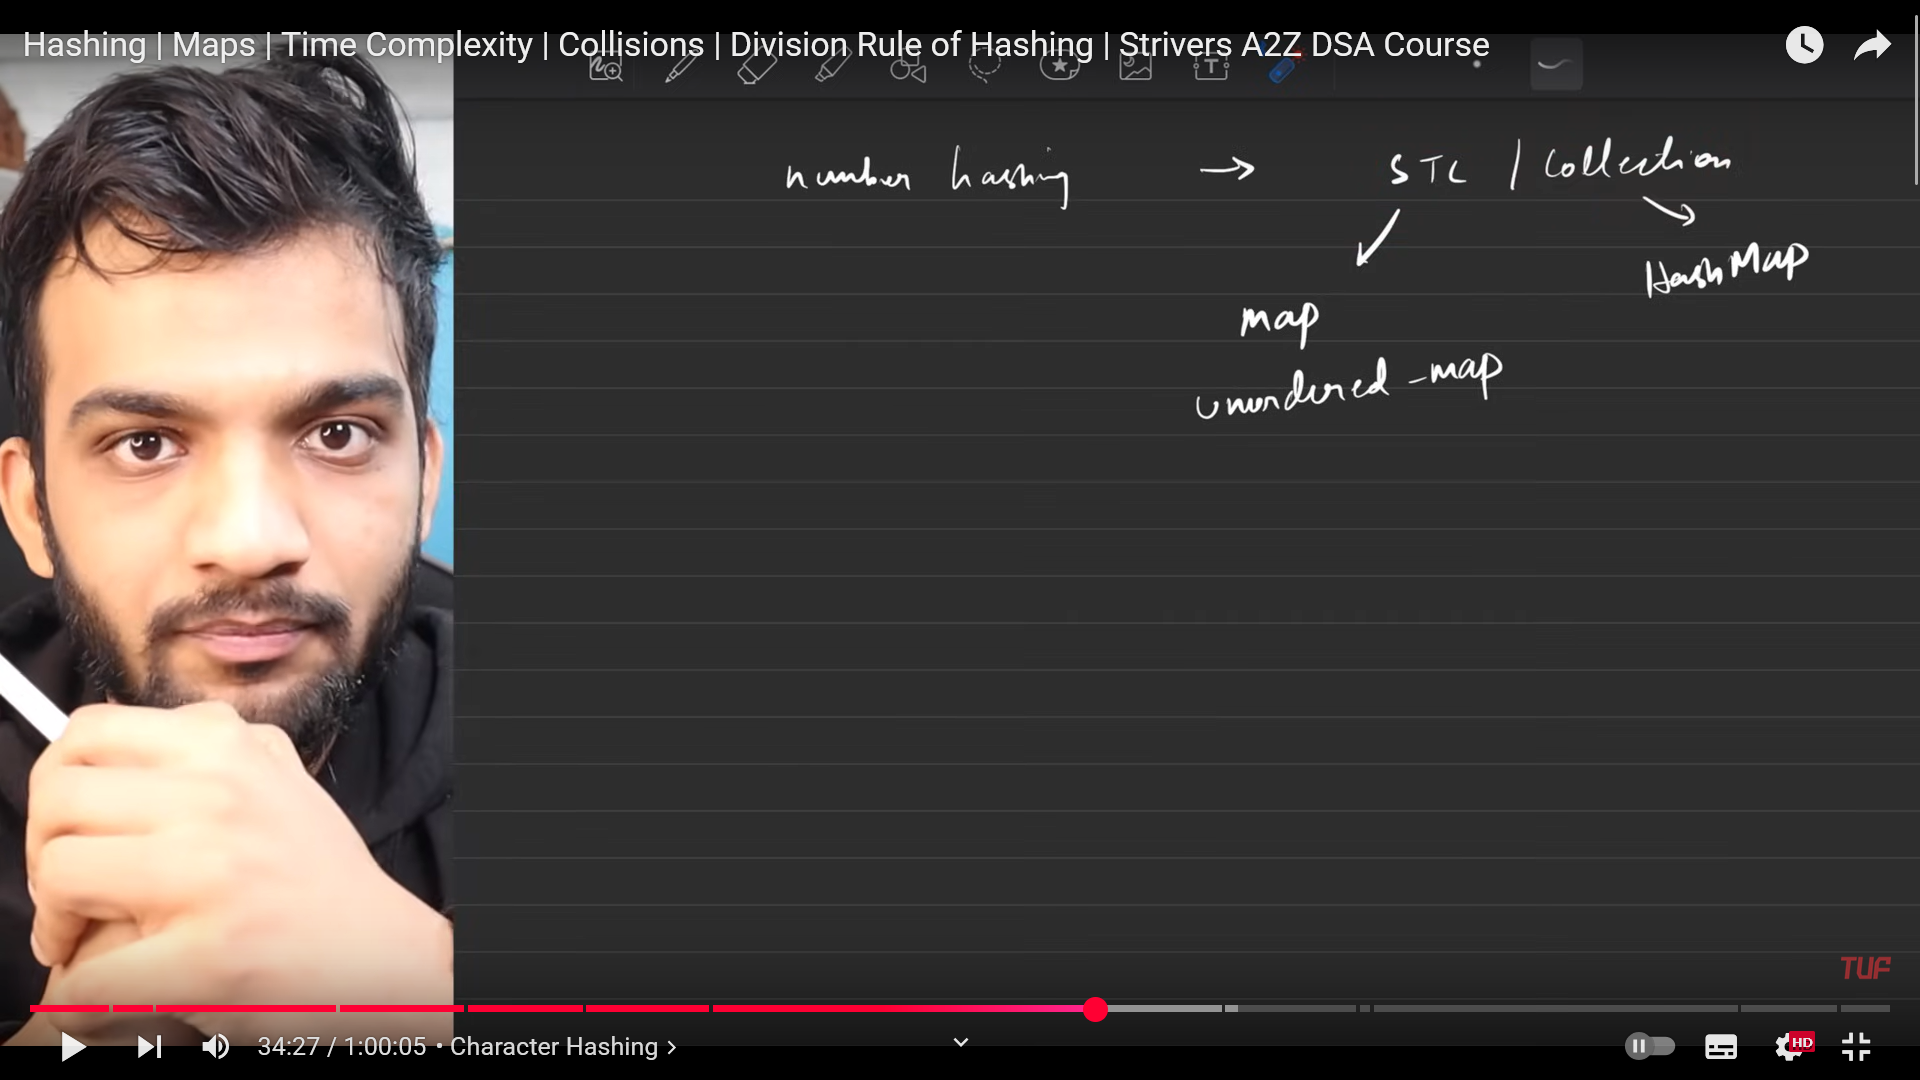 Hashing | Maps | Time Complexity | Collisions | Division Rule of Hashing | Strivers A2Z DSA Course
number hashing → STL / Collection
HashMap
map
unordered_map
TUF
34:27 / 1:00:05 • Character Hashing >
HD